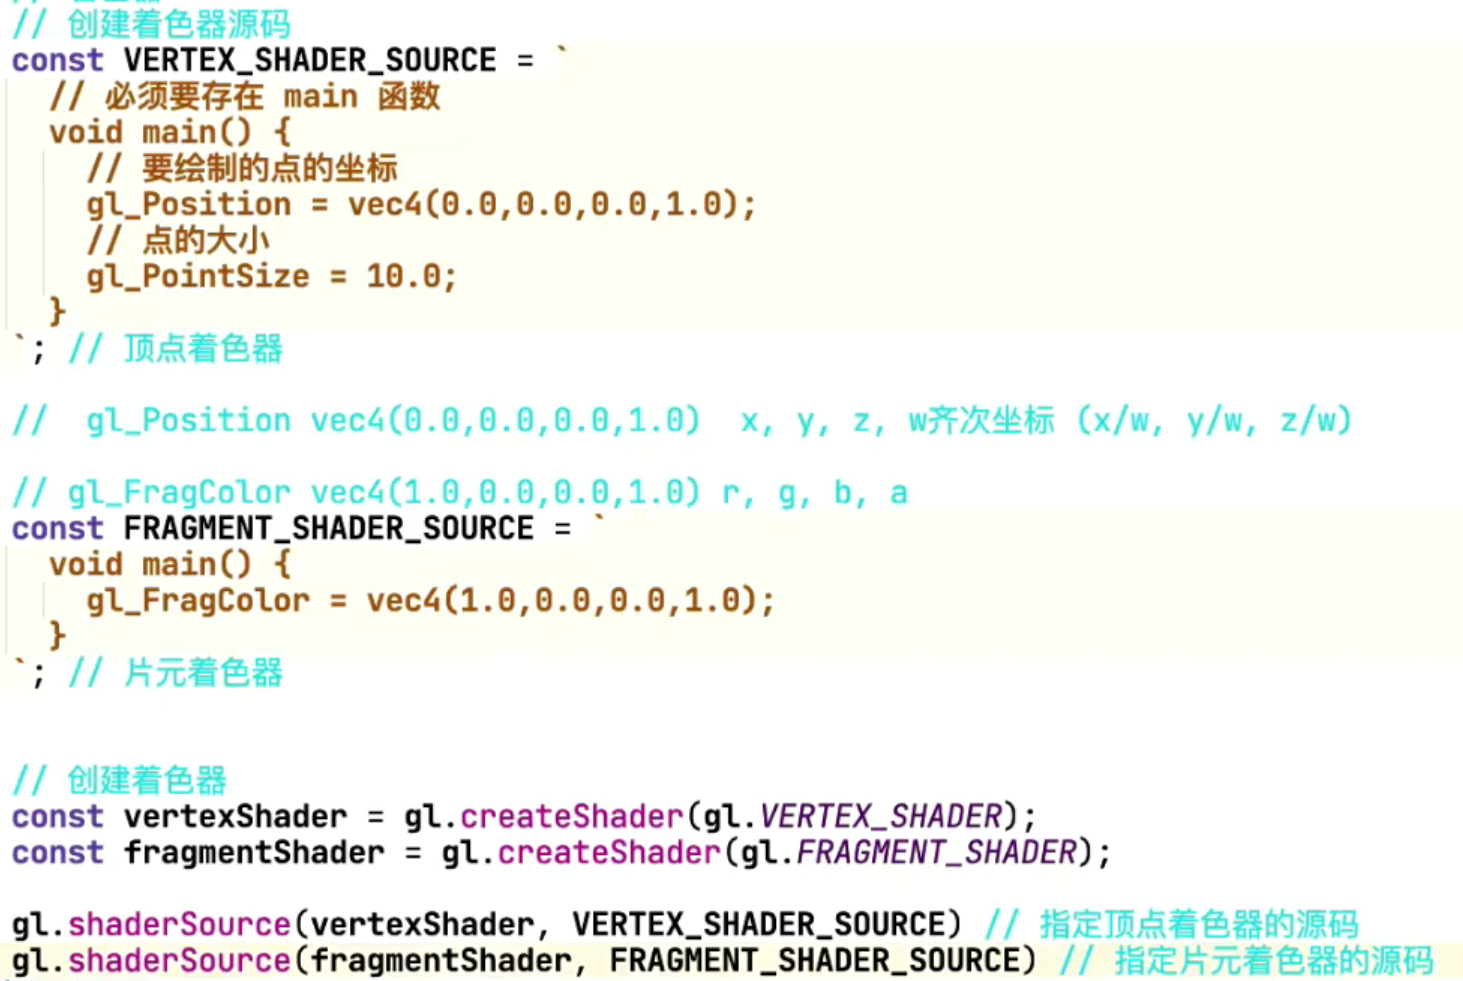 // 创建着色器源码
const VERTEX_SHADER_SOURCE = `
// 必须要存在 main 函数
void main() {
// 要绘制的点的坐标
gl_Position = vec4(0.0,0.0,0.0,1.0);
// 点的大小
gl_PointSize = 10.0;
}
`; // 顶点着色器
//  gl_Position vec4(0.0,0.0,0.0,1.0)  x, y, z, w齐次坐标 (x/w, y/w, z/w)
// gl_FragColor vec4(1.0,0.0,0.0,1.0) r, g, b, a
const FRAGMENT_SHADER_SOURCE = `
void main() {
gl_FragColor = vec4(1.0,0.0,0.0,1.0);
}
`; // 片元着色器
// 创建着色器
const vertexShader = gl.createShader(gl.VERTEX_SHADER);
const fragmentShader = gl.createShader(gl.FRAGMENT_SHADER);
gl.shaderSource(vertexShader, VERTEX_SHADER_SOURCE) // 指定顶点着色器的源码
gl.shaderSource(fragmentShader, FRAGMENT_SHADER_SOURCE) // 指定片元着色器的源码